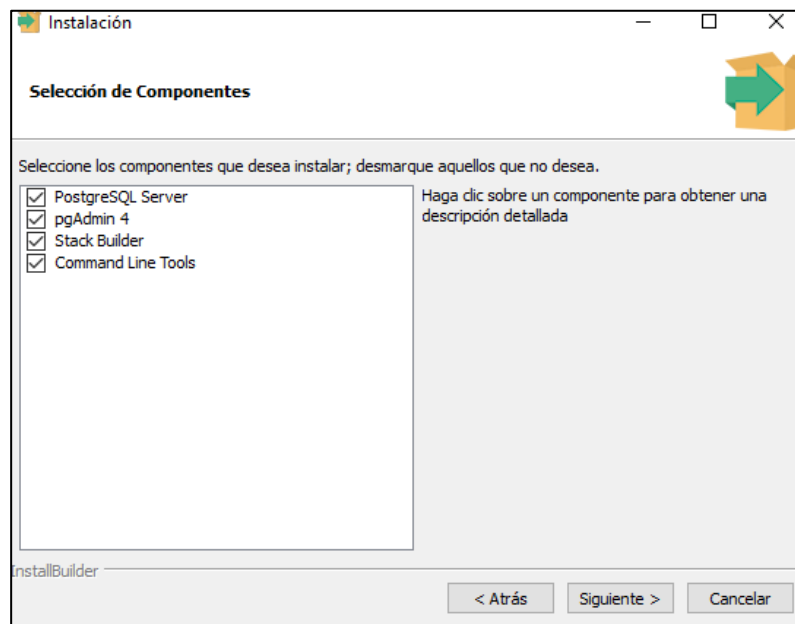 Instalación
Selección de Componentes
Seleccione los componentes que desea instalar; desmarque aquellos que no desea.
PostgreSQL Server
pgAdmin 4
Stack Builder
Command Line Tools
Haga clic sobre un componente para obtener una
descripción detallada
InstallBuilder
< Atrás
Siguiente >
Cancelar